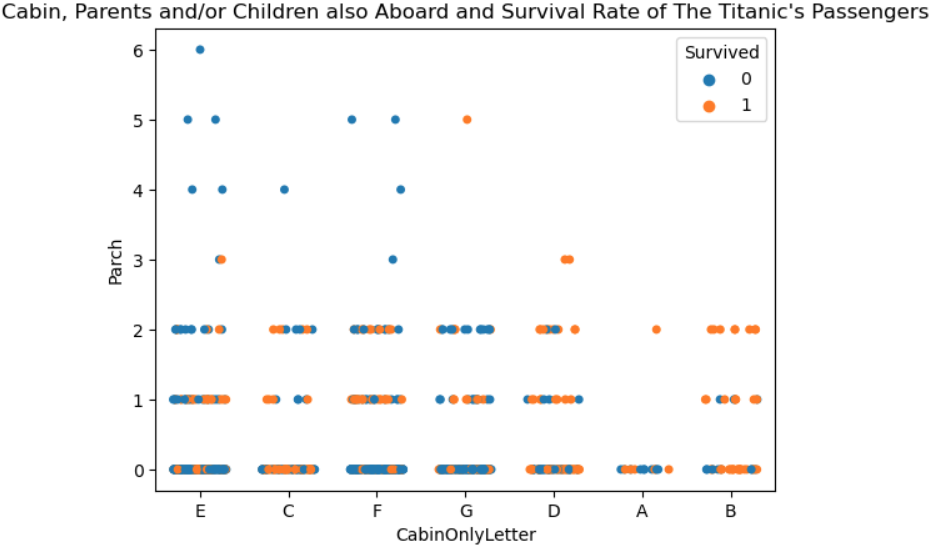 Cabin, Parents and/or Children also Aboard and Survival Rate of The Titanic's Passengers
Survived
0
1
6
5
4
3
2
1
0
Parch
E C F G D A B
CabinOnlyLetter